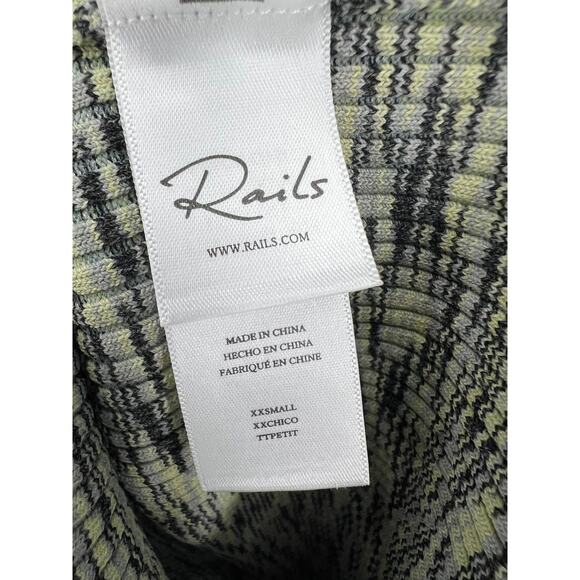 Rails
WWW.RAILS.COM
MADE IN CHINA
HECHO EN CHINA
FABRIQUÉ EN CHINE
XXSMALL
XXCHICO
TTPETIT